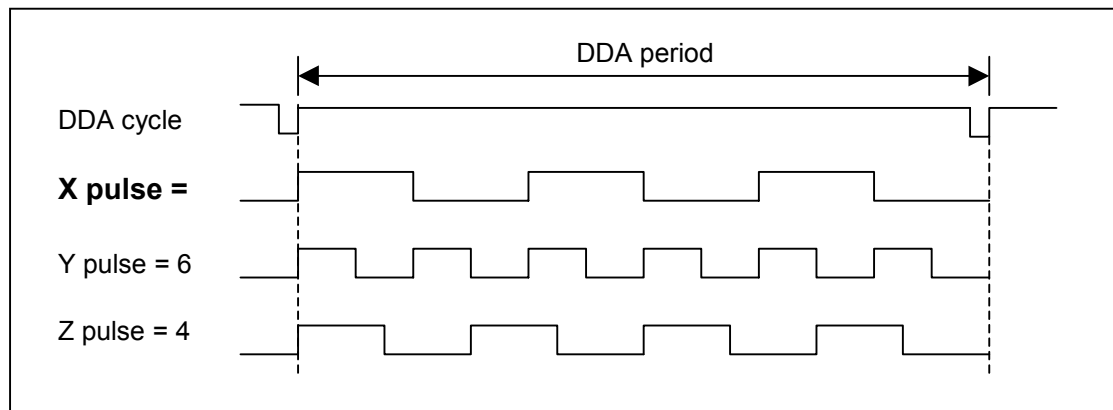 DDA period
DDA cycle
X pulse =
Y pulse = 6
Z pulse = 4